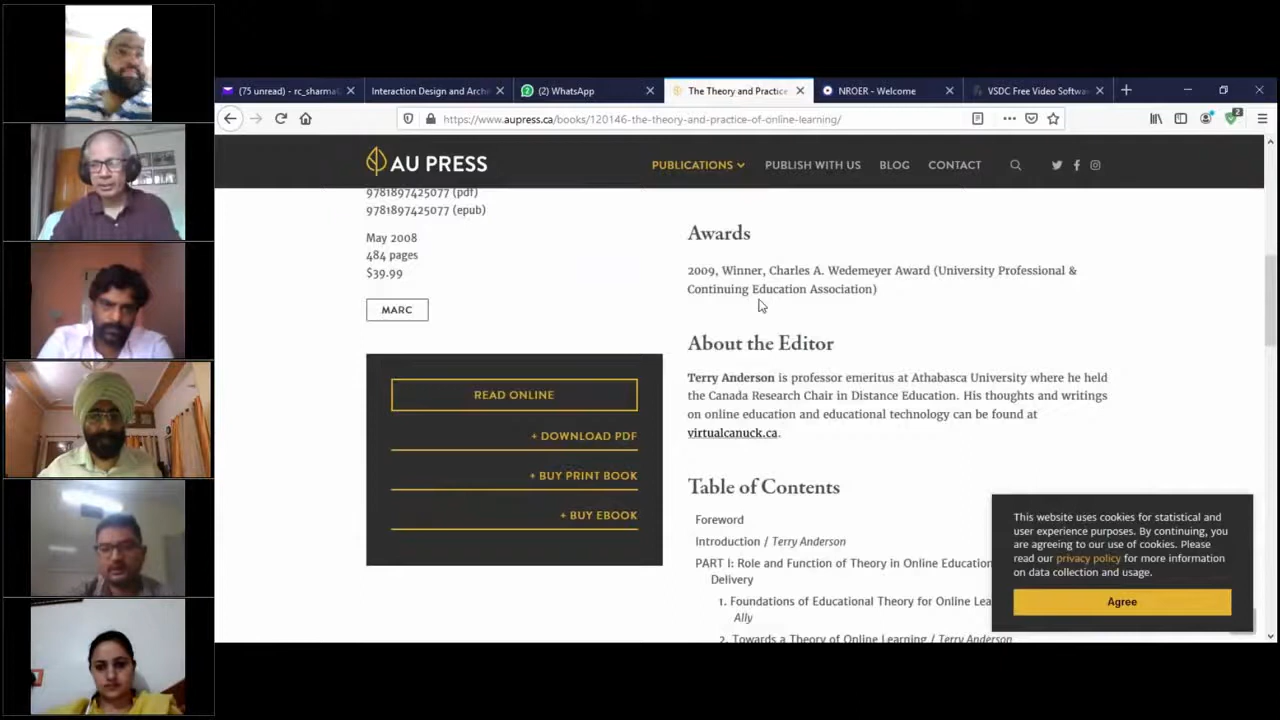 (75 unread) - rc_sharma
Interaction Design and Archi
(2) WhatsApp
The Theory and Practice
NROER - Welcome
VSDC Free Video Softwa
https://www.aupress.ca/books/120146-the-theory-and-practice-of-online-learning/
2
AU PRESS
PUBLICATIONS
PUBLISH WITH US
BLOG
CONTACT
9781897425077 (pdf)
9781897425077 (epub)
May 2008
484 pages
$39.99
MARC
READ ONLINE
+ DOWNLOAD PDF
+ BUY PRINT BOOK
+ BUY EBOOK
Awards
2009, Winner, Charles A. Wedemeyer Award (University Professional &
Continuing Education Association)
About the Editor
Terry Anderson is professor emeritus at Athabasca University where he held
the Canada Research Chair in Distance Education. His thoughts and writings
on online education and educational technology can be found at
virtualcanuck.ca.
Table of Contents
Foreword
Introduction / Terry Anderson
PART I: Role and Function of Theory in Online Education
Delivery
1. Foundations of Educational Theory for Online Lea
Ally
2. Towards a Theory of Online Learning / Terry Anderson
This website uses cookies for statistical and
user experience purposes. By continuing, you
are agreeing to our use of cookies. Please
read our privacy policy for more information
on data collection and usage.
Agree